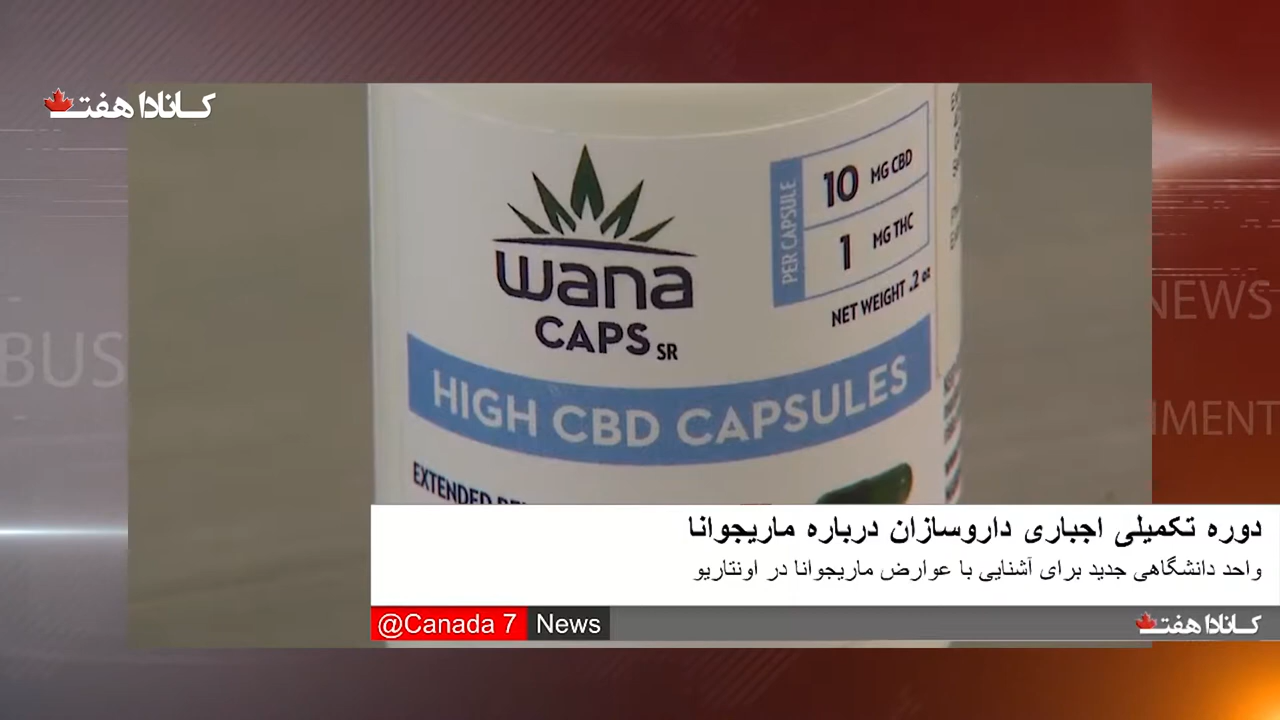 کانادا هفت
wana
CAPS SR
PER CAPSULE
10 MG CBD
1 MG THC
NET WEIGHT .2 oz
HIGH CBD CAPSULES
EXTENDED
BUS
NEWS
MENT
دوره تکمیلی اجباری داروسازان درباره ماریجوانا
واحد دانشگاهی جدید برای آشنایی با عوارض ماریجوانا در اونتاریو
@Canada 7 News
کانادا هفت